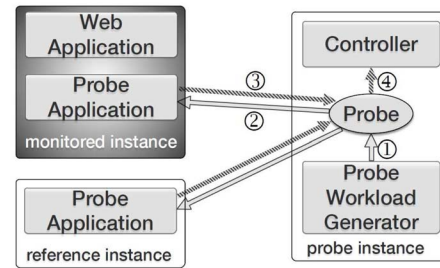 Web
Application
Probe
Application
monitored instance
Probe
Application
reference instance
③
②
Controller
④
Probe
①
Probe
Workload
Generator
probe instance